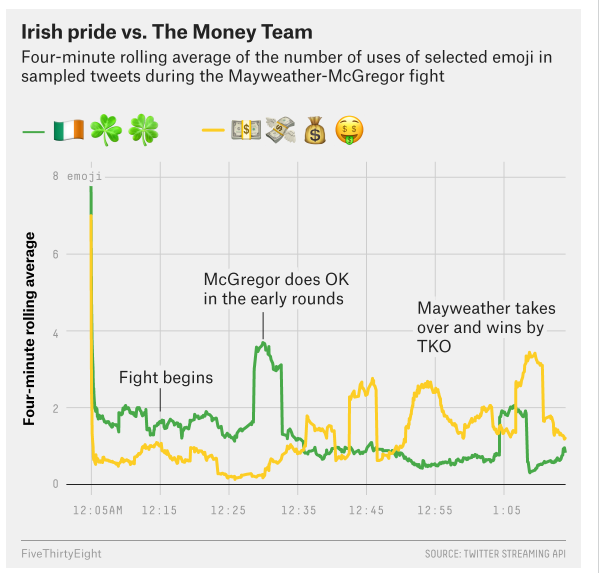 Irish pride vs. The Money Team
Four-minute rolling average of the number of uses of selected emoji in
sampled tweets during the Mayweather-McGregor fight
8 emoji
6
4
2
0
Four-minute rolling average
McGregor does OK
in the early rounds
Mayweather takes
over and wins by
TKO
Fight begins
12:05AM 12:15 12:25 12:35 12:45 12:55 1:05
FiveThirtyEight
SOURCE: TWITTER STREAMING API